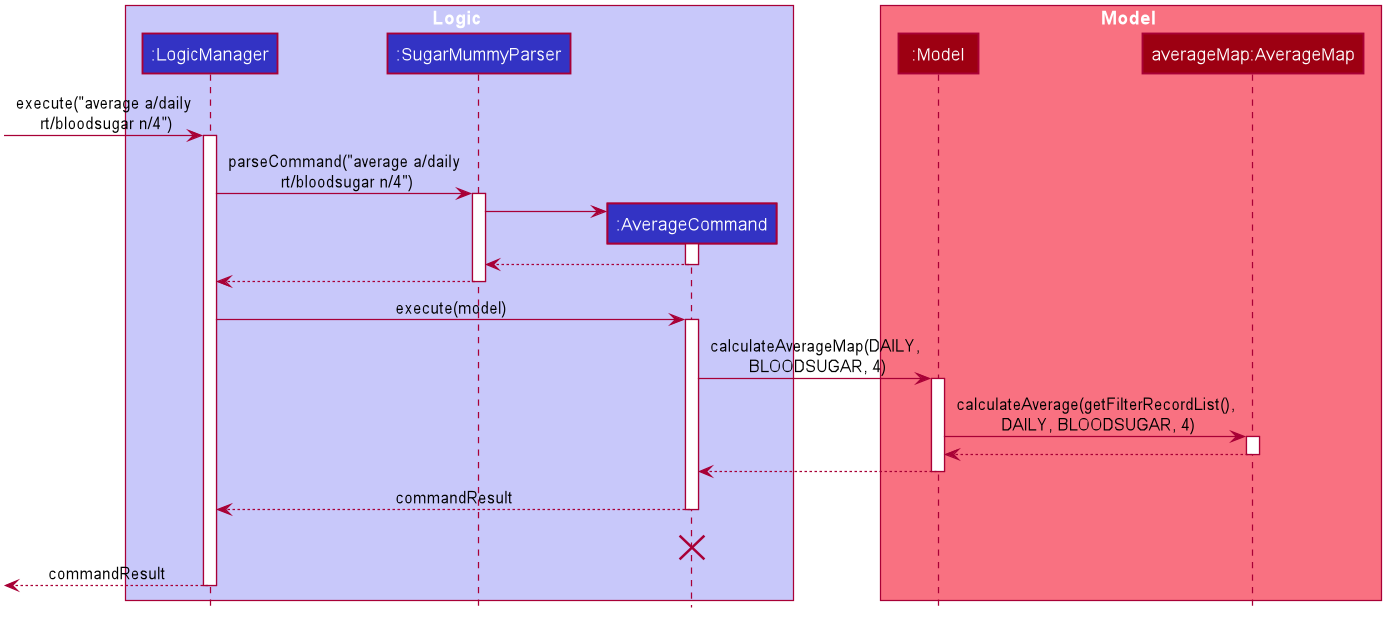 Logic
Model
:LogicManager
:SugarMummyParser
:Model
averageMap:AverageMap
execute("average a/daily
rt/bloodsugar n/4")
parseCommand("average a/daily
rt/bloodsugar n/4")
:AverageCommand
execute(model)
calculateAverageMap(DAILY,
BLOODSUGAR, 4)
calculateAverage(getFilterRecordList(),
DAILY, BLOODSUGAR, 4)
commandResult
commandResult